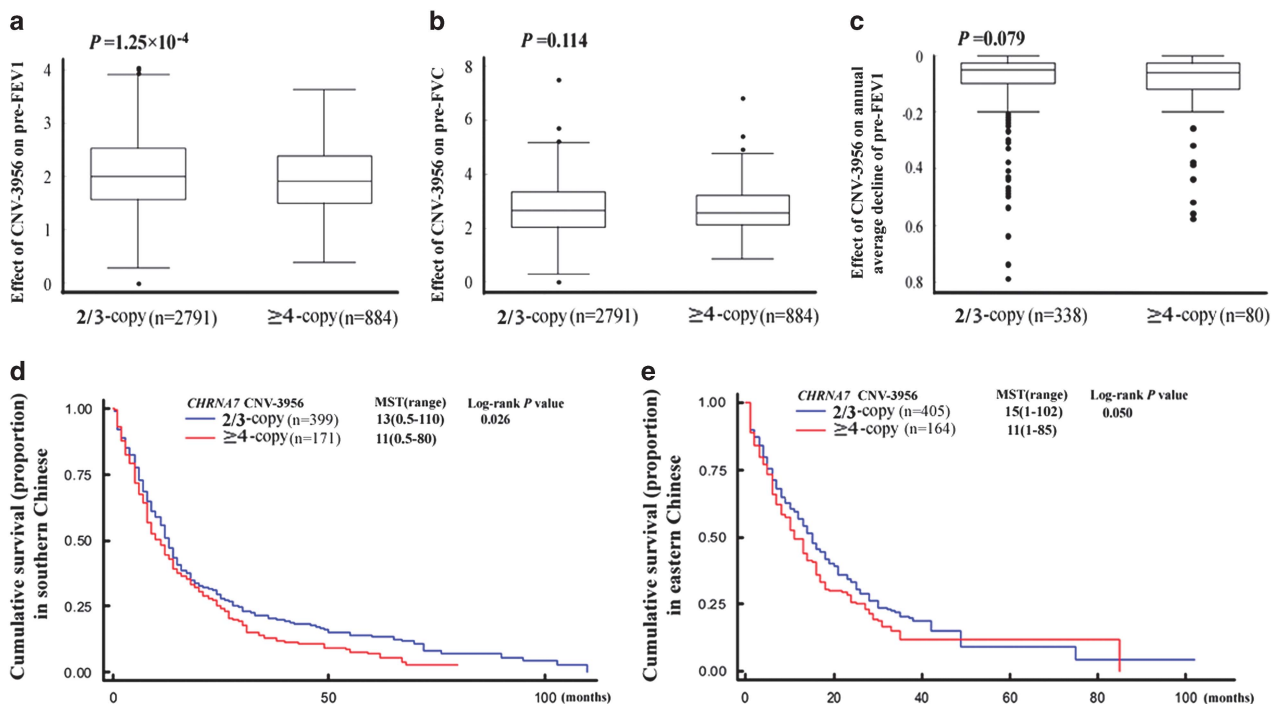 a
P=1.25×10-4
Effect of CNV-3956 on pre-FEV1
4
3
2
1
0
2/3-copy (n=2791)
≥4-copy (n=884)
b
P=0.114
Effect of CNV-3956 on pre-FVC
8
6
4
2
0
2/3-copy (n=2791)
≥4-copy (n=884)
c
P=0.079
Effect of CNV-3956 on annual
average decline of pre-FEV1
0
-0.2
0.4
0.6
0.8
2/3-copy (n=338)
≥4-copy (n=80)
d
CHRNA7 CNV-3956 MST(range) Log-rank P value
2/3-copy (n=399) 13(0.5-110) 0.026
≥4-copy (n=171) 11(0.5-80)
Cumulative survival (proportion)
in southern Chinese
1.00
0.75
0.50
0.25
0.00
0 50 100 (months)
e
CHRNA7 CNV-3956 MST(range) Log-rank P value
2/3-copy (n=405) 15(1-102) 0.050
≥4-copy (n=164) 11(1-85)
Cumulative survival (proportion)
in eastern Chinese
1.00
0.75
0.50
0.25
0.00
0 20 40 60 80 100 (months)